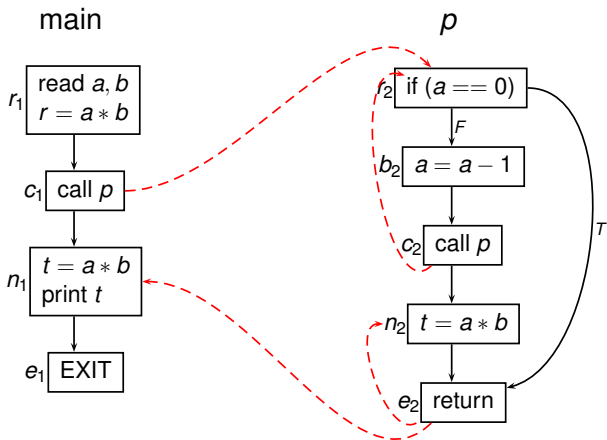 main
r1
read a, b
r = a ∗ b
c1
call p
n1
t = a ∗ b
print t
e1
EXIT
p
r2
if (a == 0)
F
T
b2
a = a − 1
c2
call p
n2
t = a ∗ b
e2
return